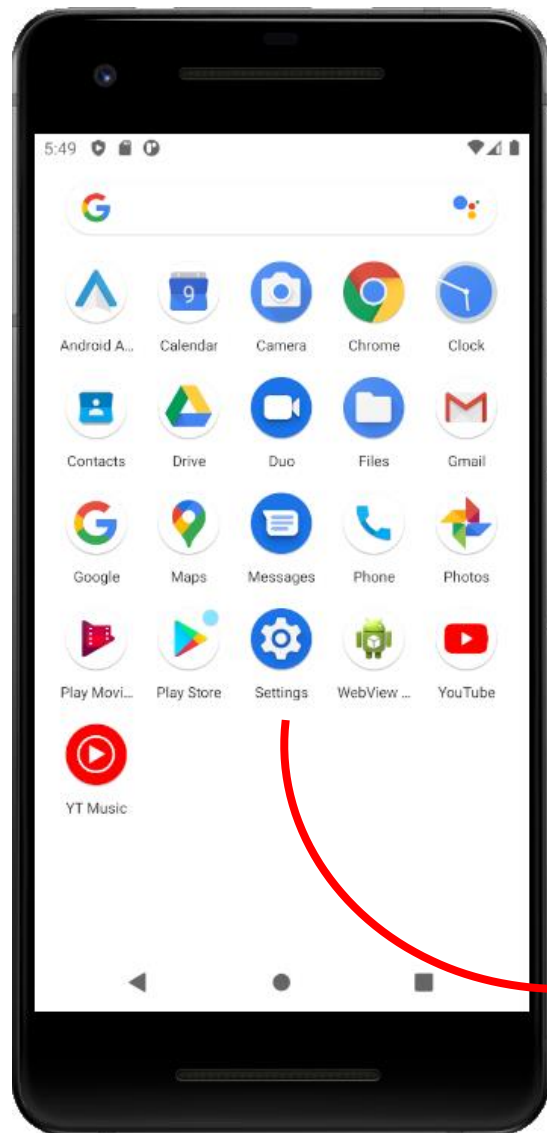 5:49
Android A...
Calendar
Camera
Chrome
Clock
9
Contacts
Drive
Duo
Files
Gmail
Google
Maps
Messages
Phone
Photos
Play Movi...
Play Store
Settings
WebView ...
YouTube
YT Music